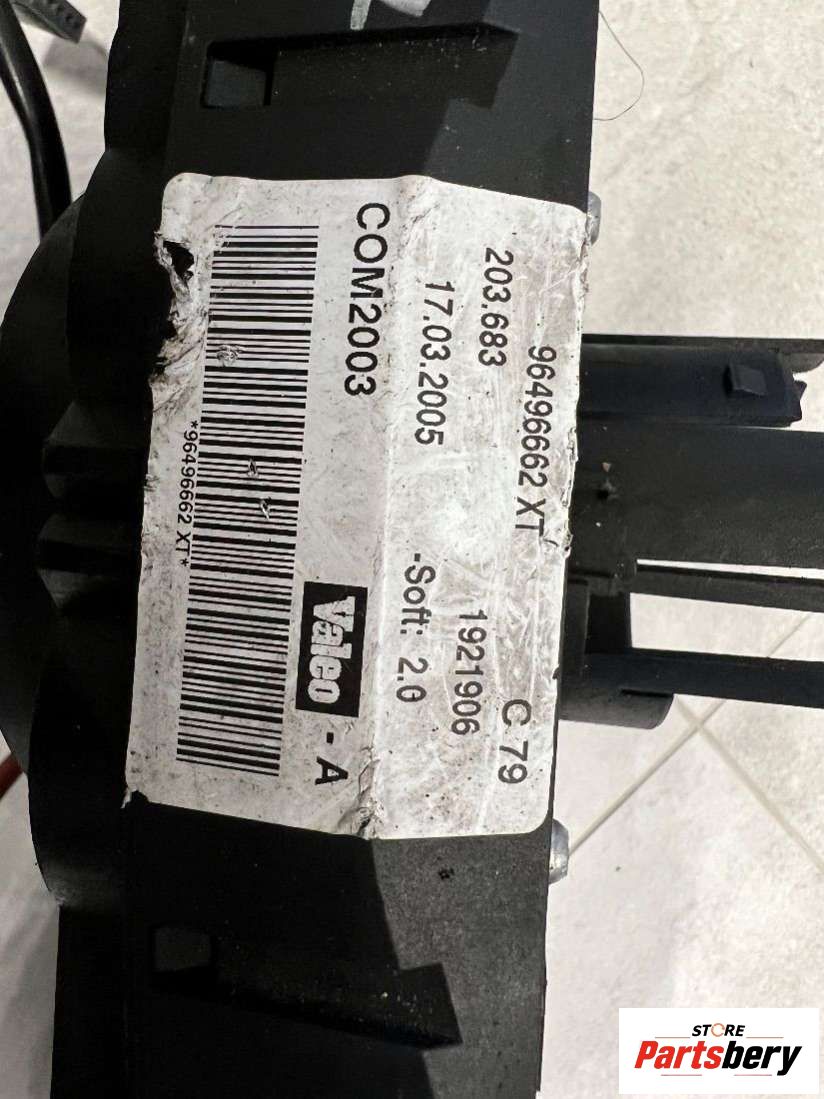 96496662 XT C 79
203.683 1921906
17.03.2005 -Soft: 2.0
COM2003 Valeo - A
*96496662 XT*
STORE
Partsbery